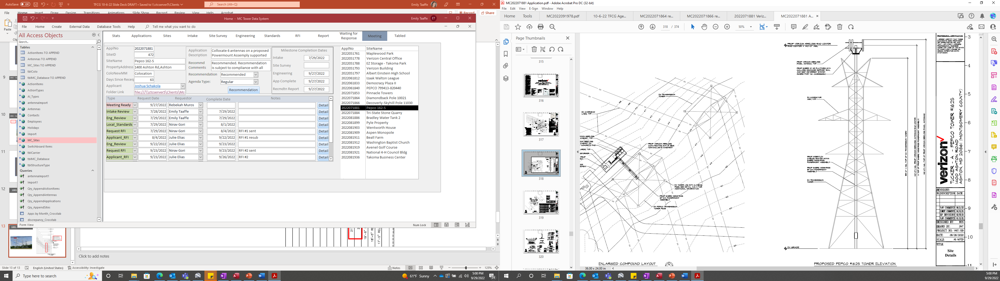 AutoSave Off
TFCG 10-6-22 Slide Deck DRAFT • Saved to \\ctcserver5\Clients
Search (Alt+Q)
Emily Taaffe
File Home Insert Draw Design Transitions Animations Slide Show Record Review View Help Acrobat
Record
Share
Paste
Home - MC Tower Data System
Emily Taaffe ET
File Home Create External Data Database Tools Help Tell me what you want to do
All Access Objects
Search...
Tables
ActionItems TO APPEND
Antennas TO APPEND
MC_Sites TO APPEND
tblColo
tblMC_Database TO APPEND
ActionItems
ActionTypes
AI_Types
antennaImport
Antennas
Contacts
Employees
Holidays
Import
MC_Sites
Switchboard Items
tblCarrier
tblMC_Database
tblStructureType
Queries
antennaImport1
Import1
Qry_AppendActionItems
Qry_AppendAntennas
Qry_AppendApplications
Qry_AppendSites
Apps by Month_Crosstab
discrepancy_Crosstab
Form View
Num Lock
Stats Applications Sites Intake Site Survey Engineering Standards RFI Report Waiting for Response Meeting Tabled
ApplNo 2022071881
SiteID 472
SiteName Pepco 162-S
PropertyAddress 1400 Ashton Rd,Ashton
ColoNewMM Colocation
Days Since Receip 63
Applicant Joshua Schakola
Folder Link file:///\\ctcserver5\Clients\Mc
Application Description Collocate 6 antennas on a proposed Powermount Assemply supported
Recommd Comments Recommended. Recommendation is subject to compliance with all
Recommendation Recommended
Agenda Type: Regular
Recommendation
Milestone Completion Dates
Intake 7/29/2022
Site Survey
Engineering 9/27/2022
App Complete 9/27/2022
Recmdtn Report 9/27/2022
Type Request Date Requestor Complete Date Notes
Meeting Ready 9/27/2022 Rebekah Muros Detail
Intake Review 7/28/2022 Emily Taaffe 7/29/2022 Detail
Eng_Review 7/29/2022 Emily Taaffe 7/29/2022 Detail
Local_Standards 7/29/2022 Nirav Gori 8/1/2022 Detail
Request RFI 7/29/2022 Nirav Gori 8/4/2022 RFI #1 sent Detail
Applicant_RFI 8/4/2022 Julie Elias 9/22/2022 RFI #1 resub Detail
Eng_Review 9/22/2022 Julie Elias 9/23/2022 Detail
Request RFI 9/23/2022 Nirav Gori 9/23/2022 RFI #2 sent Detail
Applicant_RFI 9/23/2022 Julie Elias 9/26/2022 RFI #2 Detail
ApplNo SiteName
2022051761 Maplewood Park
2022051778 Verizon Central Office
2022051788 EZ Storage - Takoma Park
2022051793 Verizon Building
2022051797 Albert Einstein High School
2022061812 Izaak Walton League
2022061833 Democracy Plaza II
2022061840 PEPCO 799413-820440
2022071853 Pinnacle Towers
2022071864 Diamondback Pole 10021
2022071866 Decoverly-Skyhill Pole 11030
2022071881 Pepco 162-S
2022071884 Tri-State Stone Quarry
2022081886 Bradley Water Tank 2
2022081899 Pyle Property
2022081903 Wentworth House
2022081909 Aspen Monopole
2022081911 Beall Farm
2022081912 Washington Baptist Church
2022081919 Avenel Golf Course
2022081921 National 4-H Council Bldg
2022081936 Takoma Business Center
9
10
11
12
13
Click to add notes
Slide 13 of 13 English (United States) Accessibility: Investigate
Notes
125%
Type here to search
61°F Sunny
5:00 PM
9/29/2022
28
MC2022071881 Application.pdf - Adobe Acrobat Pro DC (32-bit)
File Edit View E-Sign Window Help
Home Tools MC2022091978.pdf 10-6-22 TFCG Age... MC2022071864 re... MC2022071866 re... 2022071881 Veriz... MC2022071881 A...
318 / 374
50%
Page Thumbnails
315
316
317
318
319
320
EX TRANSMISSION TOWER
EX OVERHEAD LINES, TYP
PROP VERIZON WIRELESS COAX ROUTING WITH 5' WIDE NON-EXCLUSIVE EASEMENT
EX TOWER LEG WITH CLIMBING PEGS, SEE DETAIL A/C-4 FOR ADDITIONAL INFORMATION
PROP SABRE INDUSTRIES 18" DIA POWERMOUNT ASSEMBLY
EX PEPCO TRANSMISSION TOWER #162S
ENLARGED COMPOUND LAYOUT
36.00 x 24.00 in
PROP VERIZON WIRELESS RAD CENTER
RAD CENTER = 142'-0" AGL
PROP VERIZON WIRELESS PANEL ANTENNA, TYP
EX CONDUCTOR ARM, TYP
PROP HYBRIFLEX CABLES, ROUTED WITHIN SABRE INDUSTRIES POWERMOUNT ASSEMBLY
PROP SABRE INDUSTRIES 18" DIA POWERMOUNT ASSEMBLY
EX TRANSMISSION TOWER
EX GRADE
PROPOSED PEPCO #162S TOWER ELEVATION
verizon
TUCKER - A - PEPCO TOWER #162S
1400 ASHTON ROAD
ASHTON, MD 20861 (MONTGOMERY COUNTY)
REVISIONS:
NO. DESCRIPTION DATE
VzW COMMENTS
CLIENT COMMENTS
RF REVISIONS
VzW COMMENTS
DESIGNED BY: BES
DRAWN BY: DNT
PROJECT NO: 10427.1325
DATE: 08/28/2020
SCALE: AS NOTED
TITLE:
Site Details
3
4
5
6
7
8
9
10
11
5:00 PM
9/29/2022